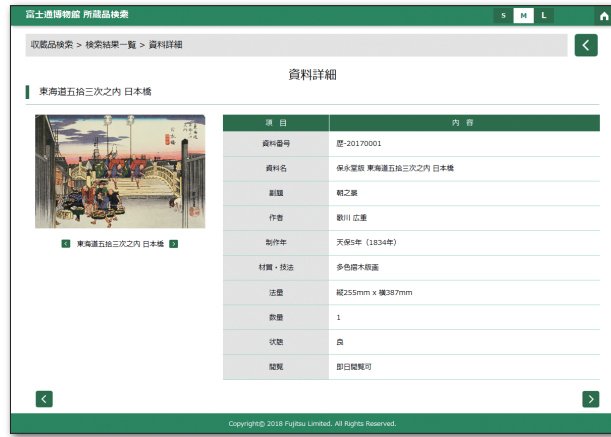 富士通博物館 所蔵品検索
S M L
収蔵品検索 > 検索結果一覧 > 資料詳細
資料詳細
東海道五拾三次之内 日本橋
項 目 内 容
資料番号 歴-20170001
資料名 保永堂版 東海道五拾三次之内 日本橋
副題 朝之景
作者 歌川 広重
制作年 天保5年（1834年）
材質・技法 多色摺木版画
法量 縦255mm x 横387mm
数量 1
状態 良
閲覧 即日閲覧可
東海道五拾三次之内 日本橋
Copyright© 2018 Fujitsu Limited. All Rights Reserved.